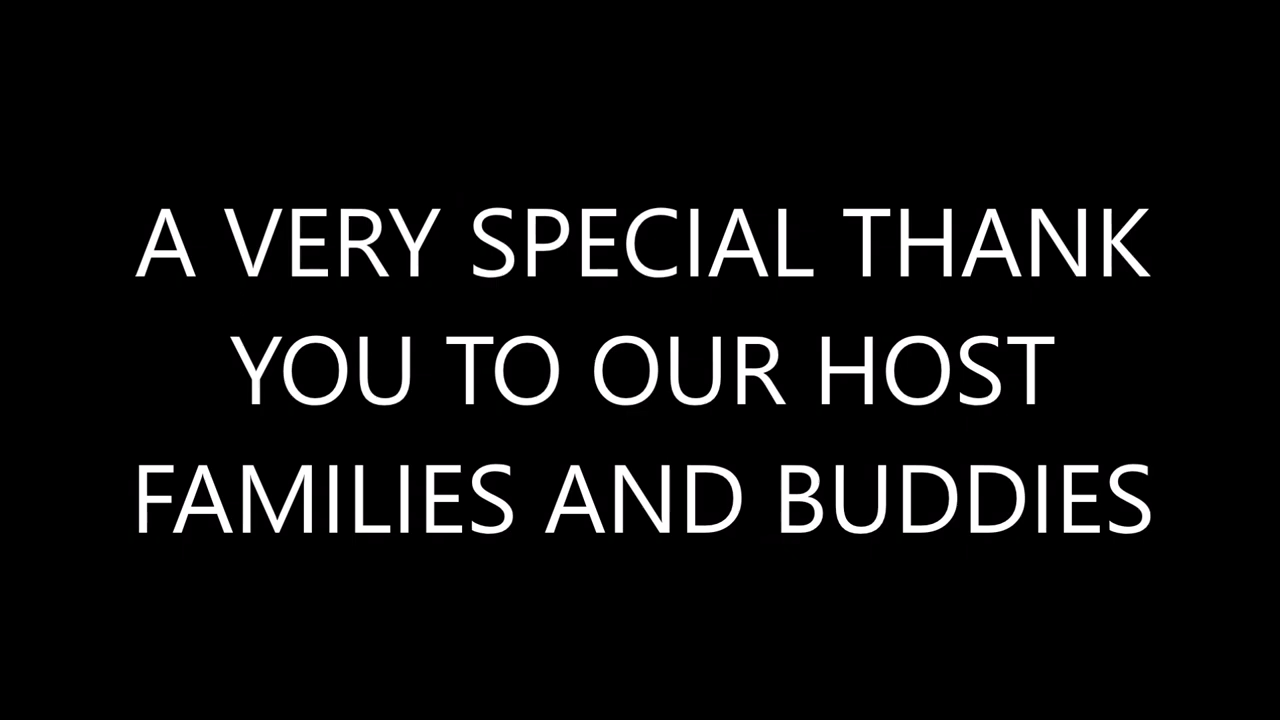 A VERY SPECIAL THANK
YOU TO OUR HOST
FAMILIES AND BUDDIES